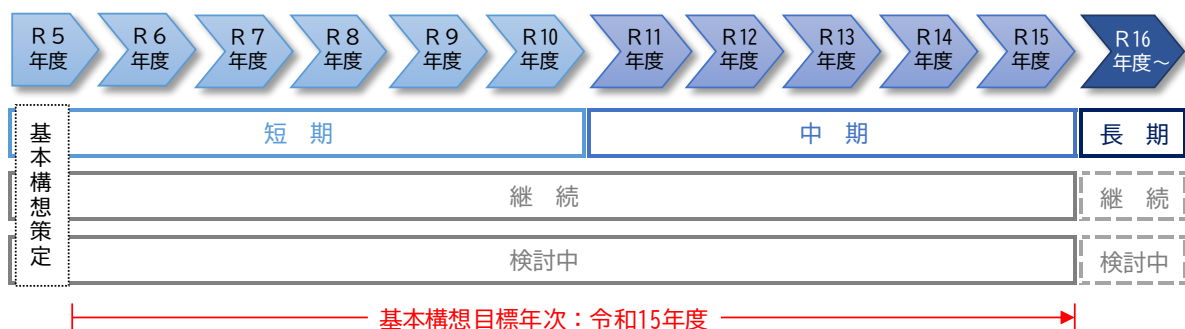 R5
年度
R6
年度
R7
年度
R8
年度
R9
年度
R10
年度
R11
年度
R12
年度
R13
年度
R14
年度
R15
年度
R16
年度～
基本構想策定
短 期
中 期
長 期
継 続
継 続
検討中
検討中
基本構想目標年次：令和15年度